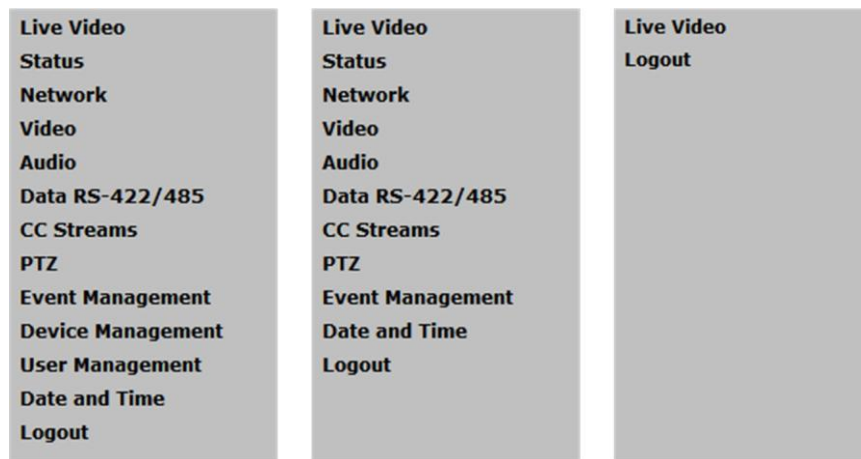 Live Video
Status
Network
Video
Audio
Data RS-422/485
CC Streams
PTZ
Event Management
Device Management
User Management
Date and Time
Logout
Live Video
Status
Network
Video
Audio
Data RS-422/485
CC Streams
PTZ
Event Management
Date and Time
Logout
Live Video
Logout